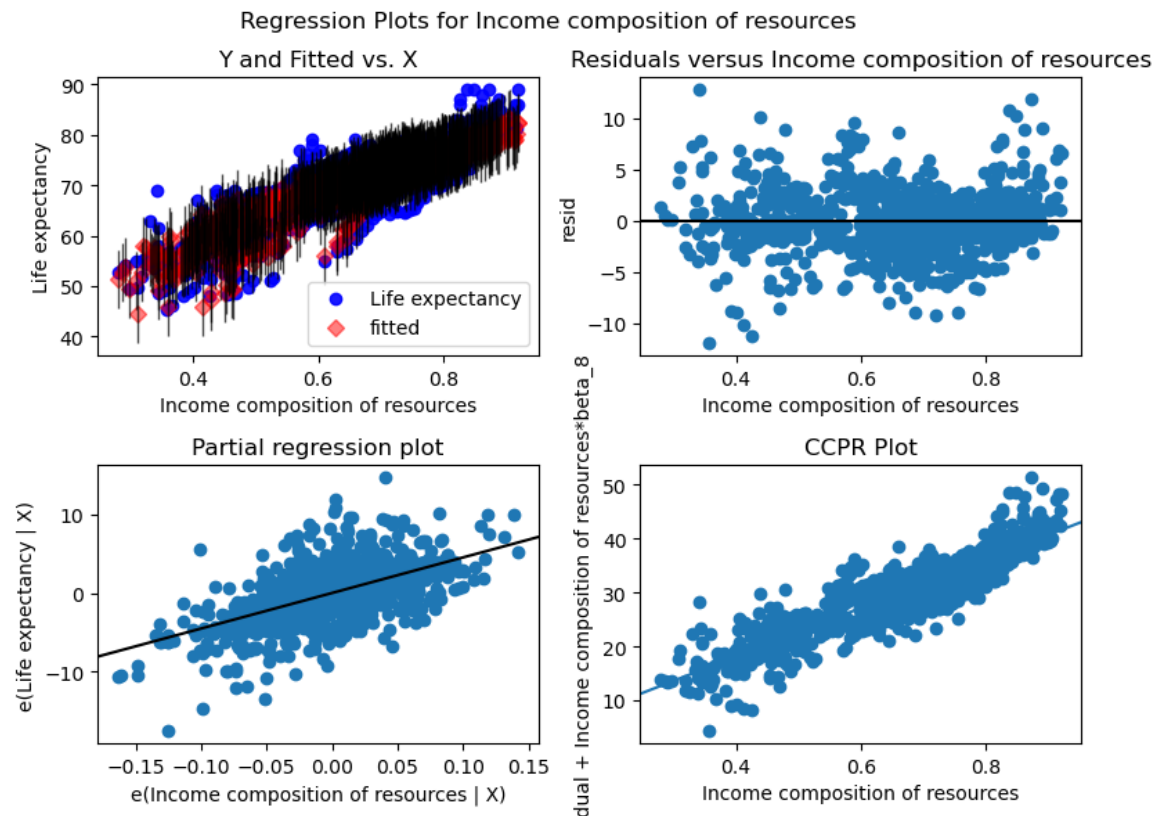 Regression Plots for Income composition of resources
Y and Fitted vs. X
Life expectancy
90
80
70
60
50
40
Life expectancy
fitted
0.4 0.6 0.8
Income composition of resources
Residuals versus Income composition of resources
resid
10
5
0
−5
−10
0.4 0.6 0.8
Income composition of resources
Partial regression plot
e(Life expectancy | X)
10
0
−10
−0.15 −0.10 −0.05 0.00 0.05 0.10 0.15
e(Income composition of resources | X)
CCPR Plot
dual + Income composition of resources*beta_8
50
40
30
20
10
0.4 0.6 0.8
Income composition of resources